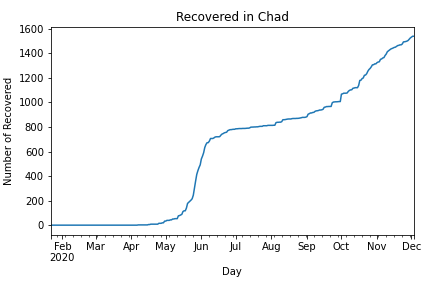 Recovered in Chad
Number of Recovered
1600
1400
1200
1000
800
600
400
200
0
Feb Mar Apr May Jun Jul Aug Sep Oct Nov Dec
2020
Day